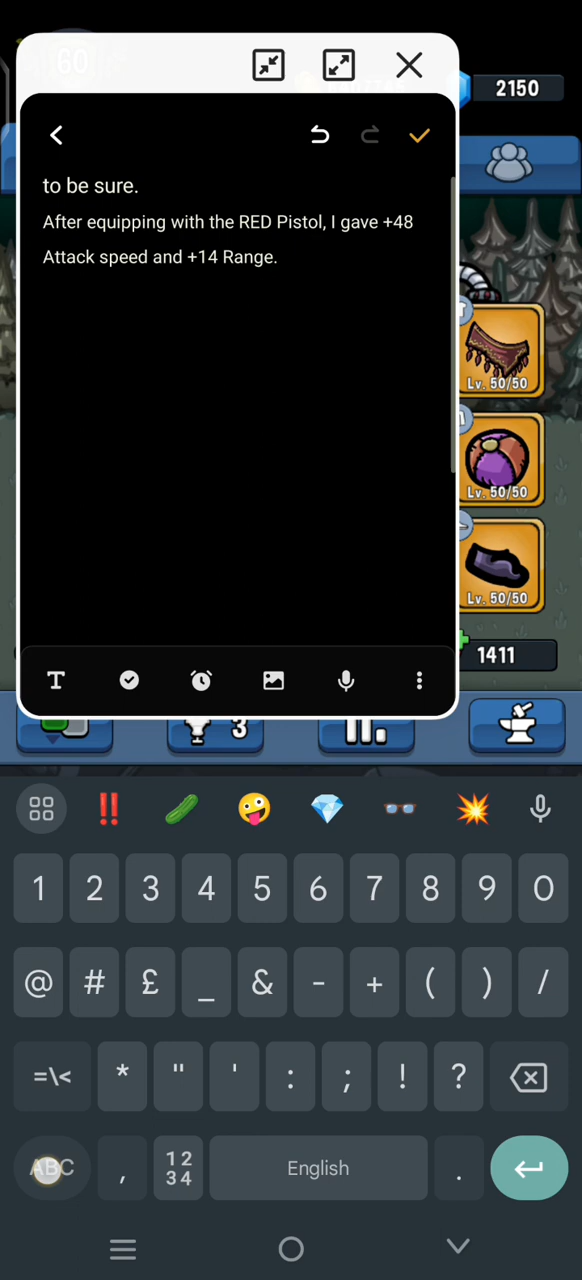 60
2150
to be sure.
After equipping with the RED Pistol, I gave +48
Attack speed and +14 Range.
Lv. 50/50
Lv. 50/50
Lv. 50/50
1411
3
T
1 2 3 4 5 6 7 8 9 0
@ # £ _ & - + ( ) /
=\< * " ' : ; ! ?
ABC , 12 English .
34